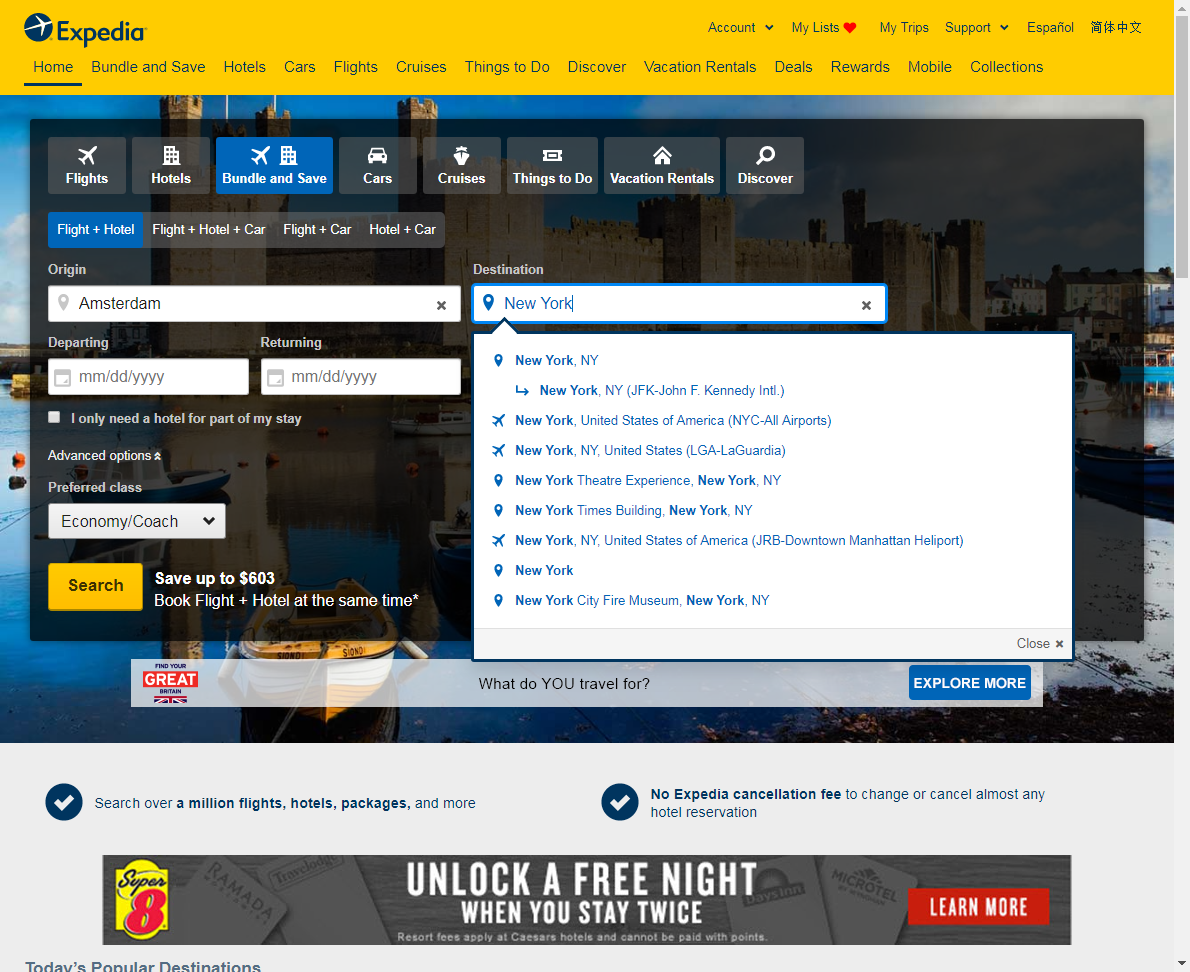 Expedia
Account My Lists My Trips Support Español 简体中文
Home Bundle and Save Hotels Cars Flights Cruises Things to Do Discover Vacation Rentals Deals Rewards Mobile Collections
Flights Hotels Bundle and Save Cars Cruises Things to Do Vacation Rentals Discover
Flight + Hotel Flight + Hotel + Car Flight + Car Hotel + Car
Origin Destination
Amsterdam New York
Departing Returning
mm/dd/yyyy mm/dd/yyyy
I only need a hotel for part of my stay
Advanced options
Preferred class
Economy/Coach
Search
Save up to $603
Book Flight + Hotel at the same time*
New York, NY
New York, NY (JFK-John F. Kennedy Intl.)
New York, United States of America (NYC-All Airports)
New York, NY, United States (LGA-LaGuardia)
New York Theatre Experience, New York, NY
New York Times Building, New York, NY
New York, NY, United States of America (JRB-Downtown Manhattan Heliport)
New York
New York City Fire Museum, New York, NY
Close
SIONI SIONI
FIND YOUR
GREAT
BRITAIN
What do YOU travel for?
EXPLORE MORE
Search over a million flights, hotels, packages, and more
No Expedia cancellation fee to change or cancel almost any
hotel reservation
Super
8
RAMADA
Travelodge
UNLOCK A FREE NIGHT
WHEN YOU STAY TWICE
Resort fees apply at Caesars hotels and cannot be paid with points.
Days Inn
MICROTEL
BY WYNDHAM
LEARN MORE
Today's Popular Destinations